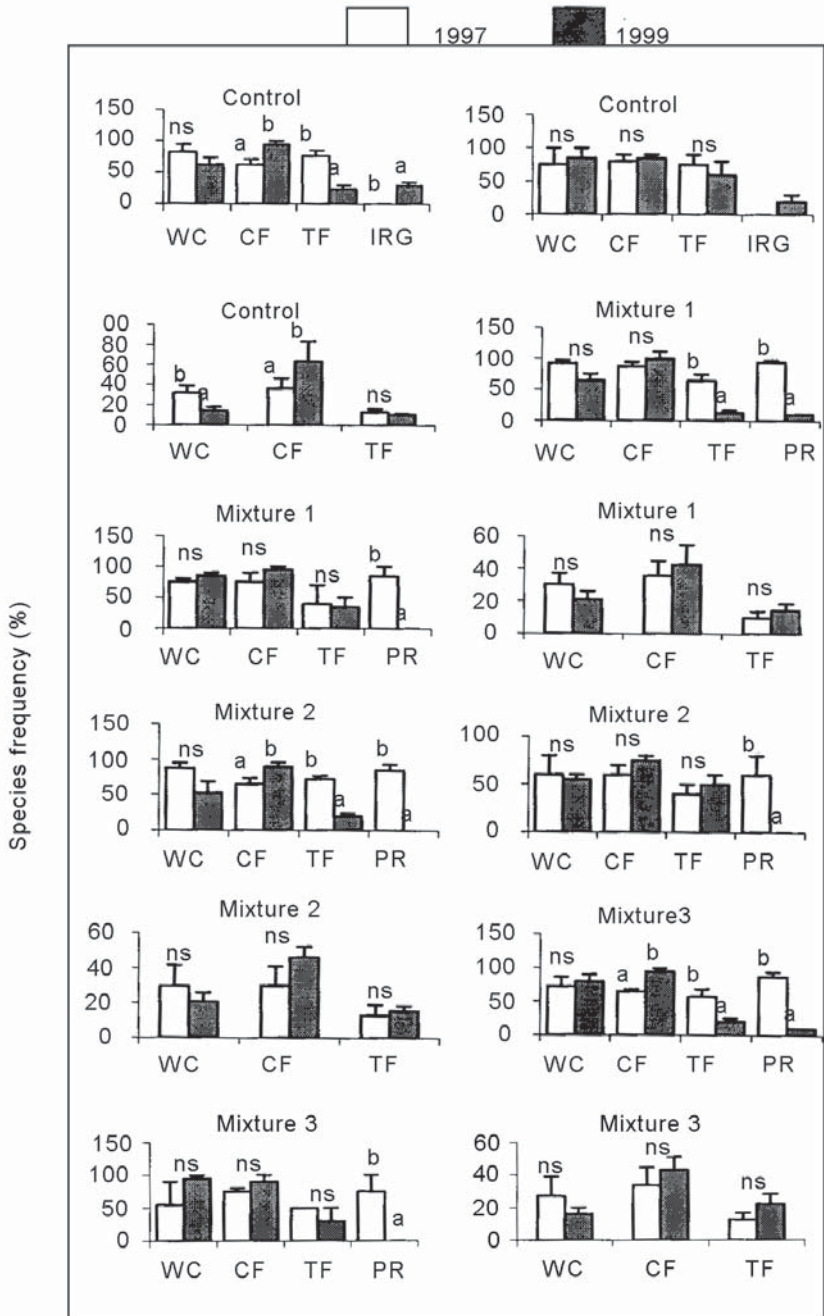 1997 1999
Control
150
100
50
0
ns a b b a b a
WC CF TF IRG
Control
150
100
50
0
ns ns ns
WC CF TF IRG
Control
00
80
60
40
20
0
b a a b ns
WC CF TF
Mixture 1
150
100
50
0
ns ns b a b a
WC CF TF PR
Mixture 1
150
100
50
0
ns ns ns b a
WC CF TF PR
Mixture 1
60
40
20
0
ns ns ns
WC CF TF
Mixture 2
150
100
50
0
ns a b b a b a
WC CF TF PR
Mixture 2
100
50
0
ns ns ns b a
WC CF TF PR
Mixture 2
60
40
20
0
ns ns ns
WC CF TF
Mixture3
150
100
50
0
ns a b b a b a
WC CF TF PR
Mixture 3
150
100
50
0
ns ns ns b a
WC CF TF PR
Mixture 3
60
40
20
0
ns ns ns
WC CF TF
Species frequency (%)